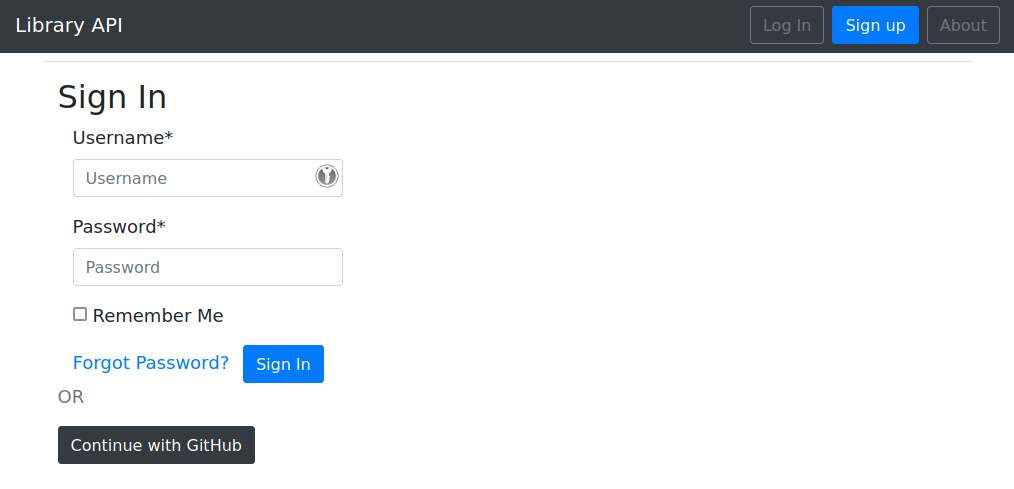 Library API
Log In
Sign up
About
Sign In
Username*
Username
Password*
Password
Remember Me
Forgot Password?
Sign In
OR
Continue with GitHub